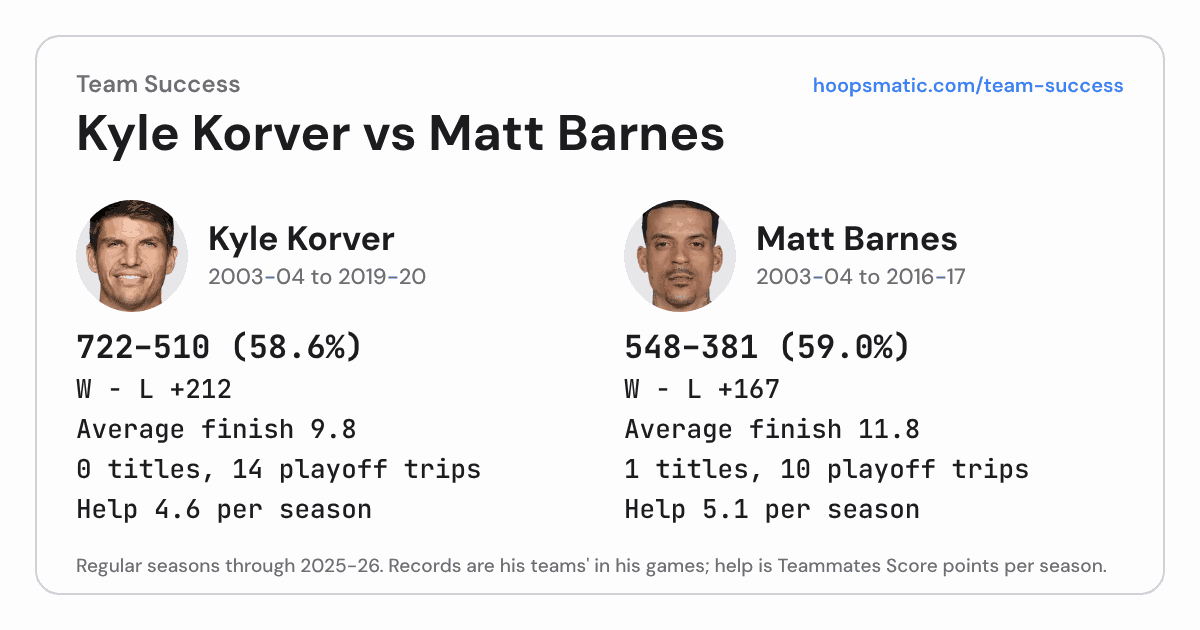 Team Success
hoopsmatic.com/team-success
Kyle Korver vs Matt Barnes
Kyle Korver
2003–04 to 2019–20
722–510 (58.6%)
W - L +212
Average finish 9.8
0 titles, 14 playoff trips
Help 4.6 per season
Matt Barnes
2003–04 to 2016–17
548–381 (59.0%)
W - L +167
Average finish 11.8
1 titles, 10 playoff trips
Help 5.1 per season
Regular seasons through 2025–26. Records are his teams' in his games; help is Teammates Score points per season.